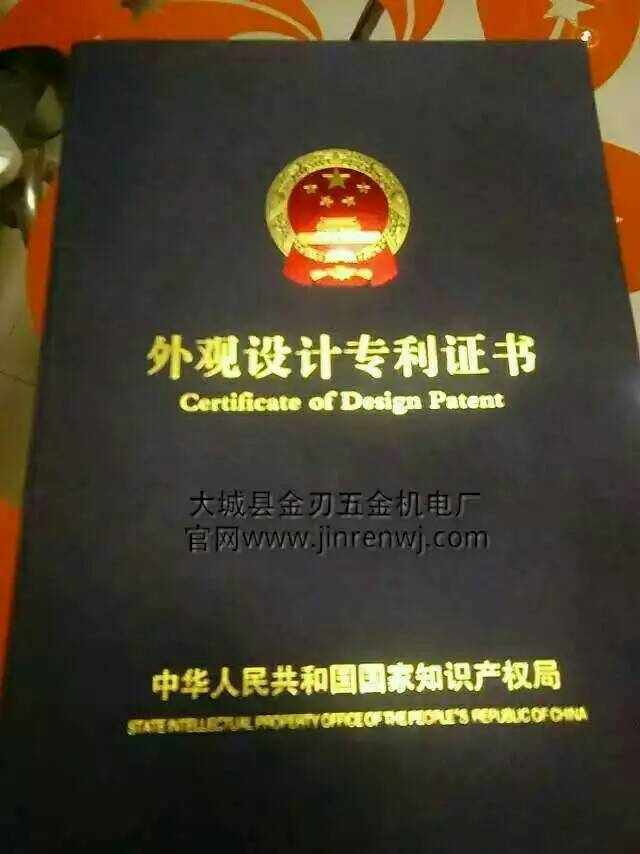 外观设计专利证书
Certificate of Design Patent
大城县金刃五金机电厂
官网www.jinrenwj.com
中华人民共和国国家知识产权局
STATE INTELLECTUAL PROPERTY OFFICE OF THE PEOPLE'S REPUBLIC OF CHINA